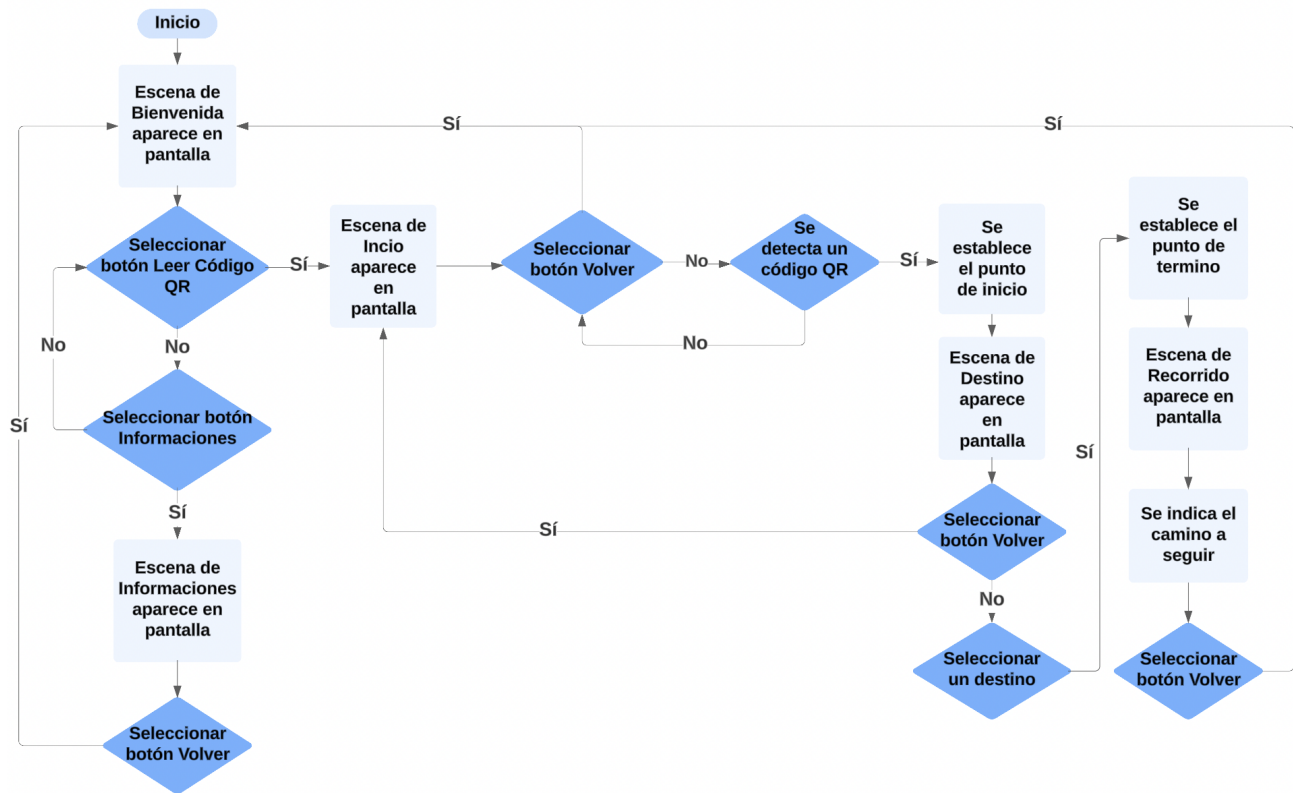 Inicio
Escena de
Bienvenida
aparece en
pantalla
Seleccionar
botón Leer Código
QR
No
Sí
No
Seleccionar botón
Informaciones
Sí
Sí
Escena de
Informaciones
aparece en
pantalla
Seleccionar
botón Volver
Escena de
Incio
aparece
en
pantalla
Sí
Seleccionar
botón Volver
No
Se
detecta un
código QR
No
Sí
Se
establece
el punto
de inicio
Escena de
Destino
aparece
en
pantalla
Seleccionar
botón Volver
Sí
No
Seleccionar
un destino
Sí
Se
establece el
punto de
termino
Escena de
Recorrido
aparece en
pantalla
Se indica el
camino a
seguir
Seleccionar
botón Volver
Sí